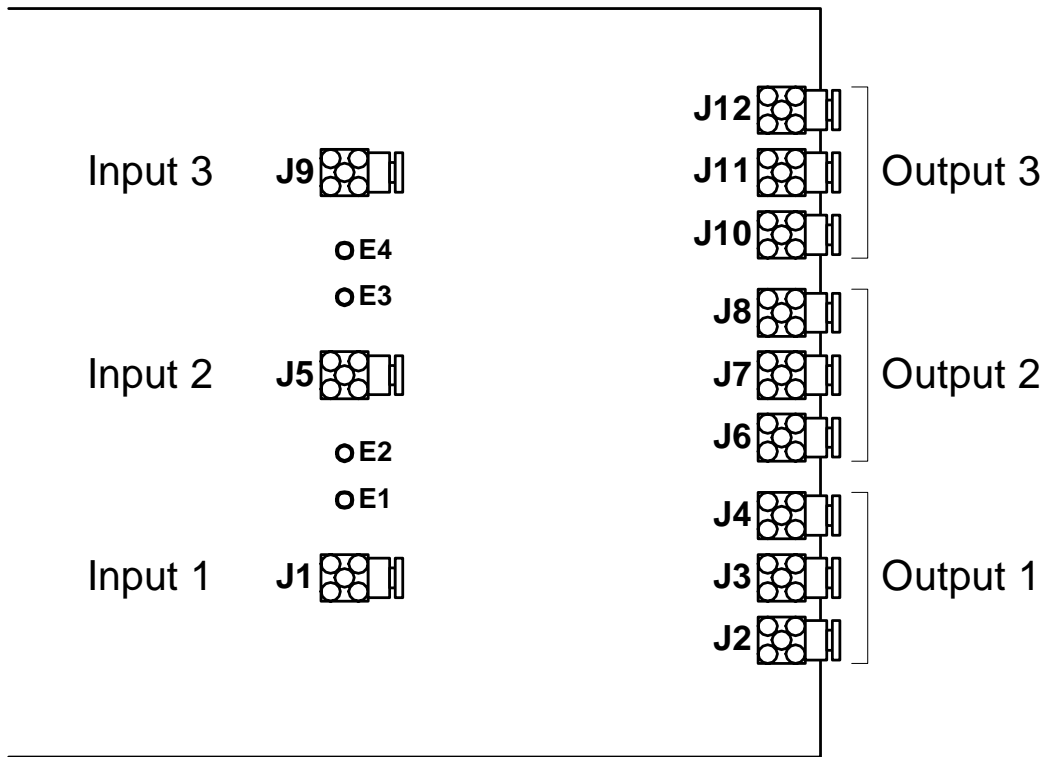 J12
Input 3 J9 J11 Output 3
J10
E4
E3
J8
Input 2 J5 J7 Output 2
J6
E2
E1
J4
Input 1 J1 J3 Output 1
J2